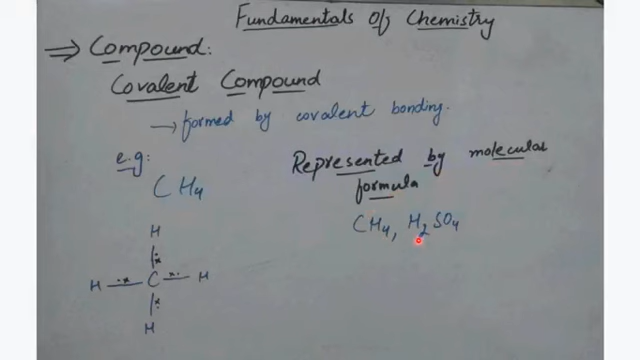 Fundamentals Of Chemistry
⇒ Compound:
Covalent Compound
→ formed by covalent bonding.
e.g:
CH4
Represented by molecular
formula
CH4, H2SO4
H
H C H
H